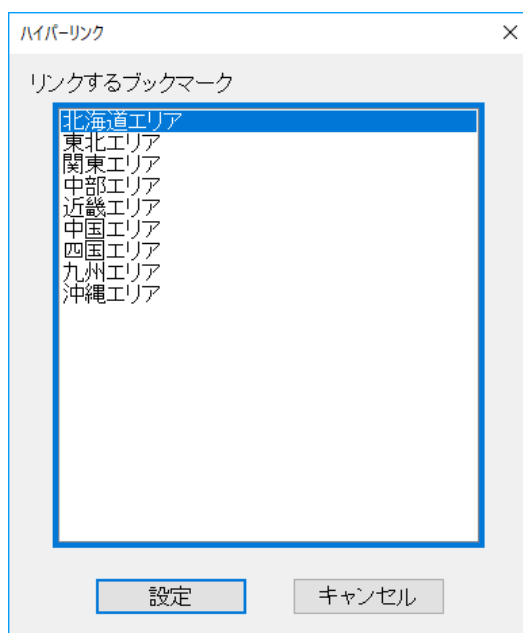 ハイパーリンク
リンクするブックマーク
北海道エリア
東北エリア
関東エリア
中部エリア
近畿エリア
中国エリア
四国エリア
九州エリア
沖縄エリア
設定
キャンセル